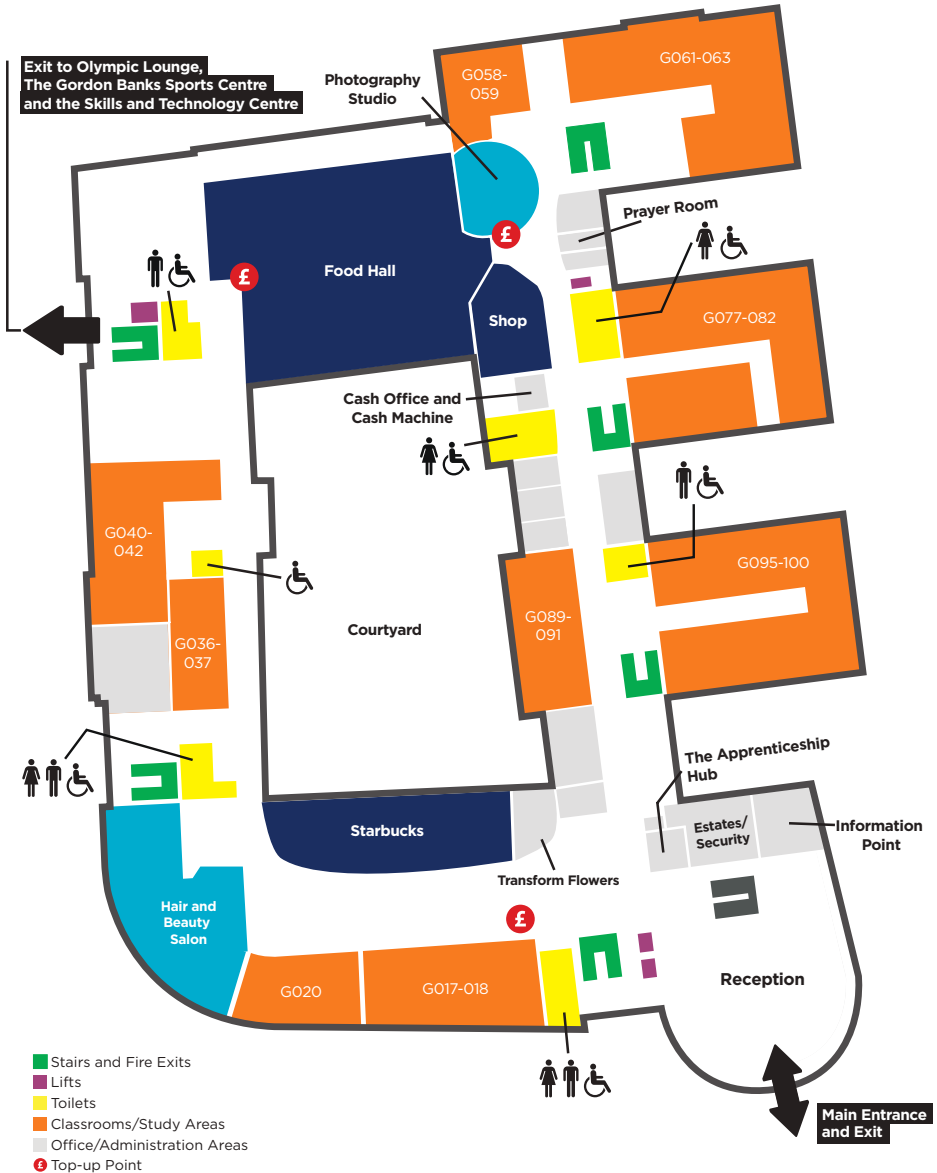 Exit to Olympic Lounge,
The Gordon Banks Sports Centre
and the Skills and Technology Centre
Photography
Studio
G058-
059
G061-063
Prayer Room
£
£
Food Hall
Shop
G077-082
Cash Office and
Cash Machine
G040-
042
G095-100
G089-
091
Courtyard
G036-
037
The Apprenticeship
Hub
Starbucks
Estates/
Security
Information
Point
Transform Flowers
Hair and
Beauty
Salon
£
G020
G017-018
Reception
Stairs and Fire Exits
Lifts
Toilets
Classrooms/Study Areas
Office/Administration Areas
£ Top-up Point
Main Entrance
and Exit